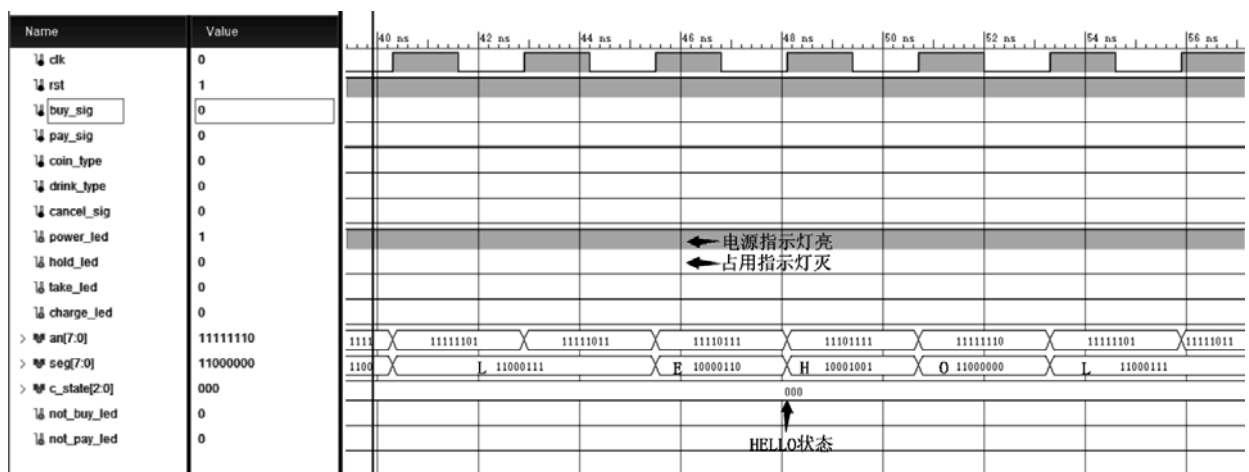 Name Value
40 ns 42 ns 44 ns 46 ns 48 ns 50 ns 52 ns 54 ns 56 ns
clk 0
rst 1
buy_sig 0
pay_sig 0
coin_type 0
drink_type 0
cancel_sig 0
power_led 1 电源指示灯亮
hold_led 0 占用指示灯灭
take_led 0
charge_led 0
an[7:0] 11111110 1111 11111101 11111011 11110111 11101111 11111110 11111101 11111011
seg[7:0] 11000000 1100 L 11000111 E 10000110 H 10001001 O 11000000 L 11000111
c_state[2:0] 000 000
not_buy_led 0
not_pay_led 0
HELLO状态